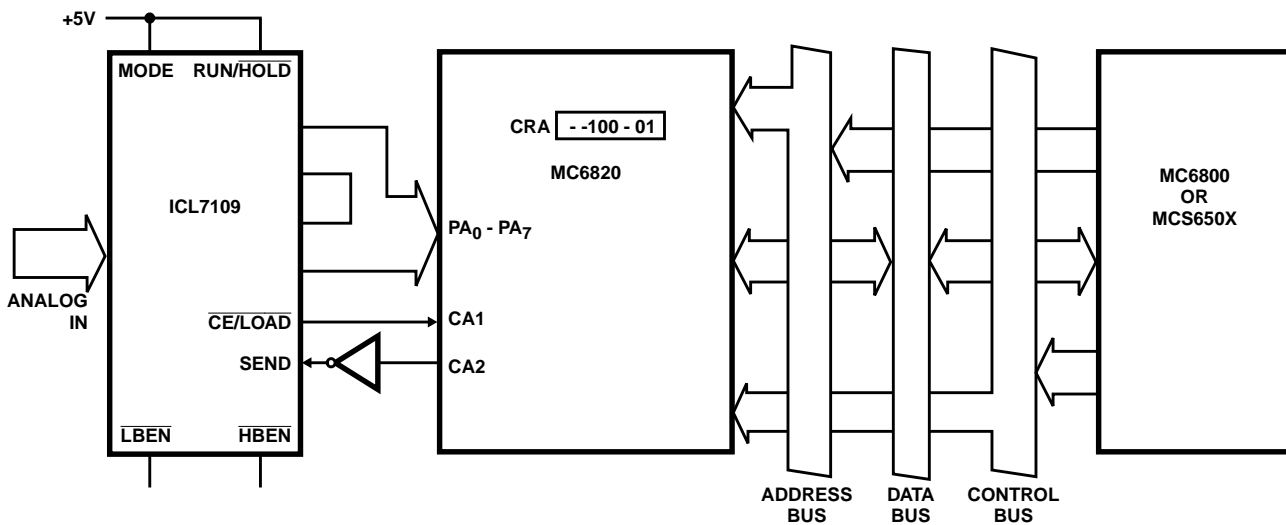 +5V
MODE
RUN/HOLD
ICL7109
ANALOG
IN
CE/LOAD
SEND
LBEN
HBEN
CRA
- -100 - 01
MC6820
PA0 - PA7
CA1
CA2
MC6800
OR
MCS650X
ADDRESS
BUS
DATA
BUS
CONTROL
BUS